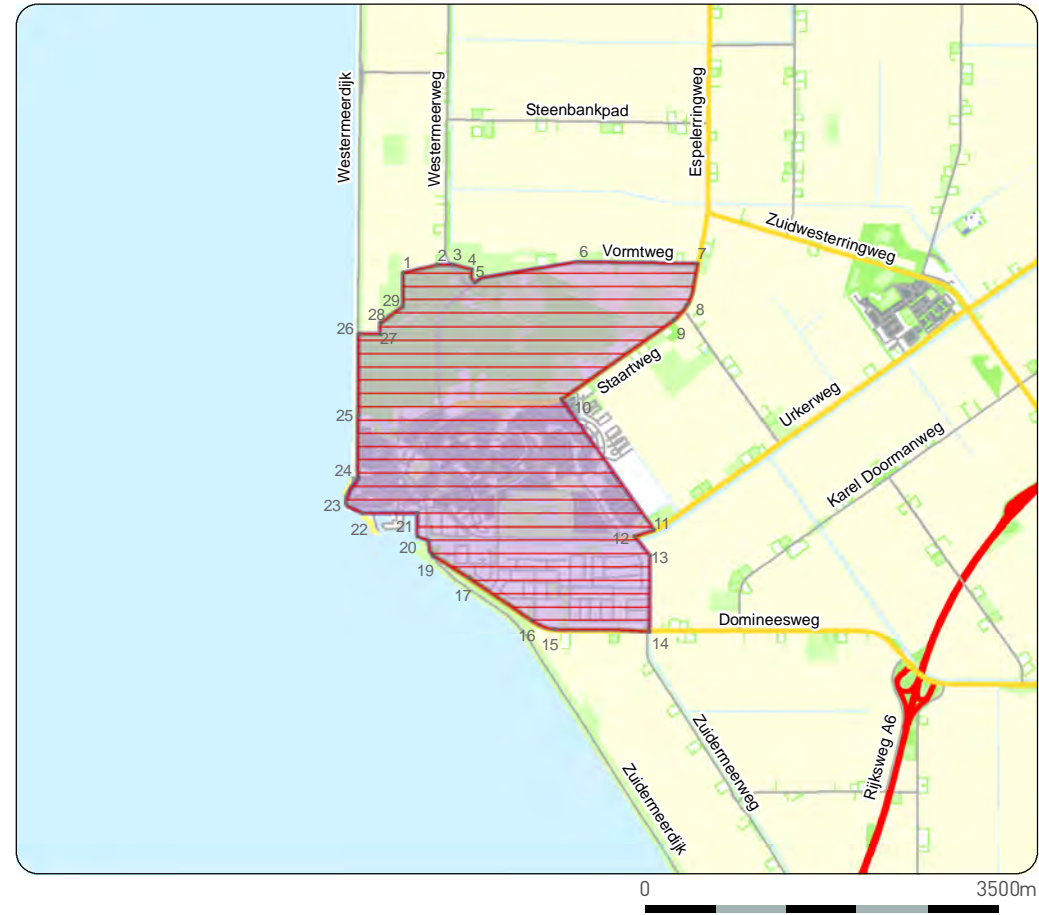 Westermeerdijk
Westermeerweg
Steenbankpad
Espelerringweg
Zuidwesterringweg
Vormtweg
1
2
3
4
5
6
7
8
9
29
28
27
26
Staartweg
10
25
Urkerweg
Karel Doormanweg
24
23
22
21
20
19
17
16
15
11
12
13
14
Domineesweg
Zuidermeerweg
Zuidermeerdijk
Rijksweg A6
0
3500m